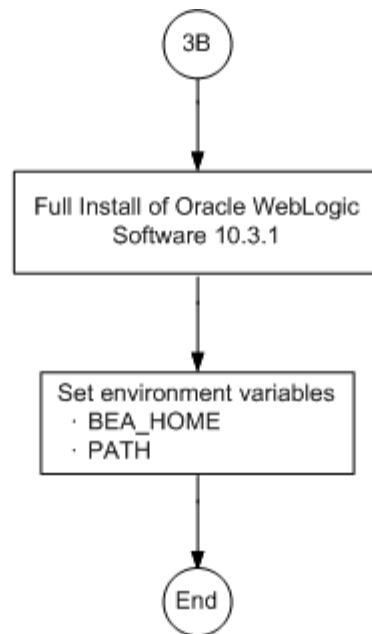 3B
Full Install of Oracle WebLogic
Software 10.3.1
Set environment variables
· BEA_HOME
· PATH
End